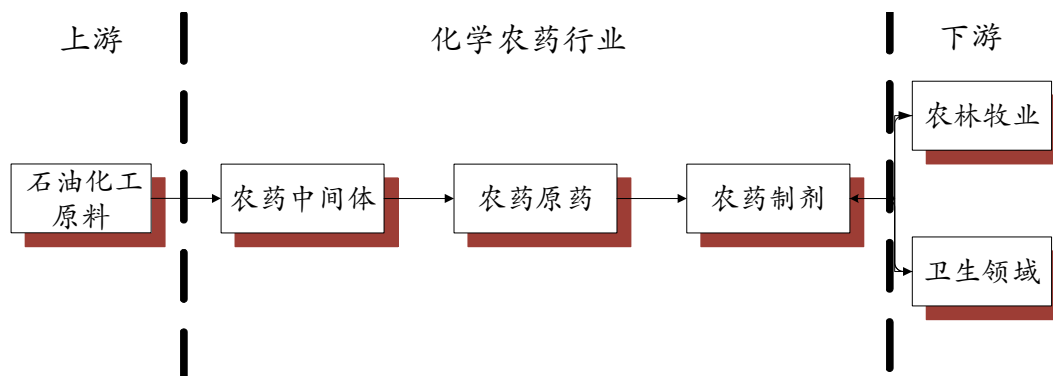 上游
化学农药行业
下游
石油化工
原料
农药中间体
农药原药
农药制剂
农林牧业
卫生领域